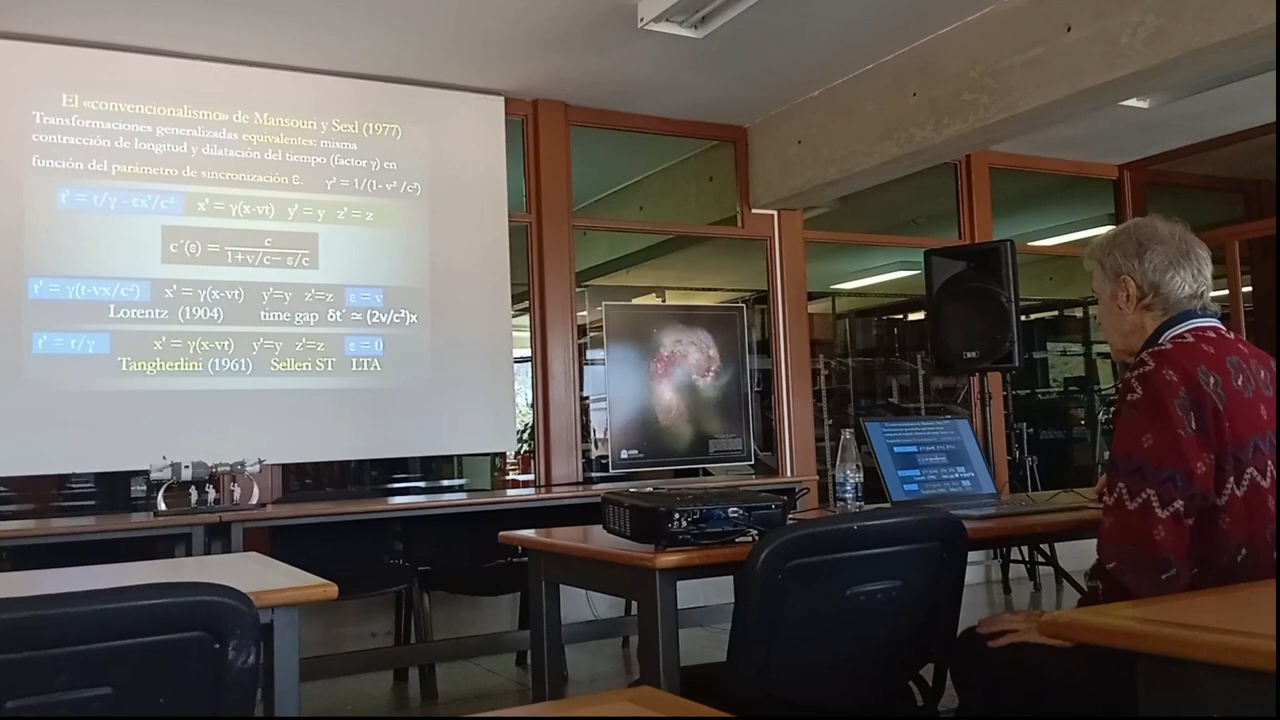 El «convencionalismo» de Mansouri y Sexl (1977)
Transformaciones generalizadas equivalentes: misma
contracción de longitud y dilatación del tiempo (factor γ) en
función del parámetro de sincronización ε. γ² = 1/(1- v² /c²)
t' = t/γ - εx'/c² x' = γ(x-vt) y' = y z' = z
c´(ε) = c / 1+v/c− ε/c
t' = γ(t-vx/c²) x' = γ(x-vt) y'=y z'=z ε = v
Lorentz (1904) time gap δt´ ≃ (2v/c²)x
t' = t/γ x' = γ(x-vt) y'=y z'=z ε = 0
Tangherlini (1961) Selleri ST LTA